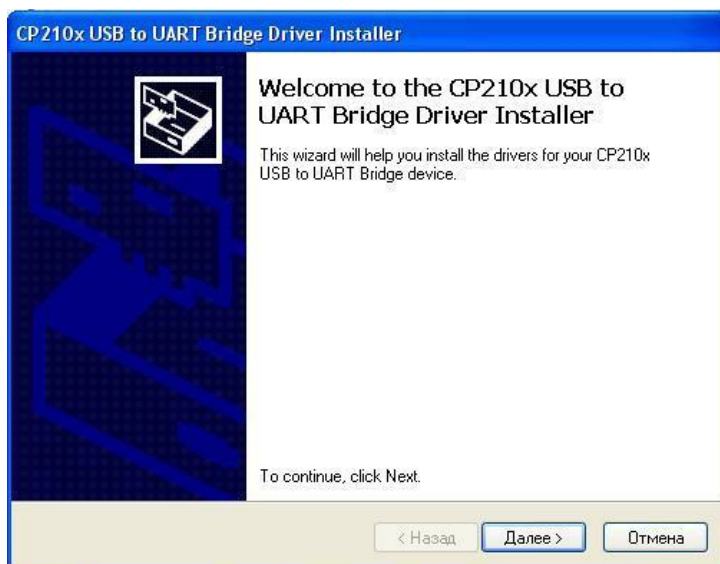 CP210x USB to UART Bridge Driver Installer
Welcome to the CP210x USB to
UART Bridge Driver Installer
This wizard will help you install the drivers for your CP210x
USB to UART Bridge device.
To continue, click Next.
< Назад
Далее >
Отмена